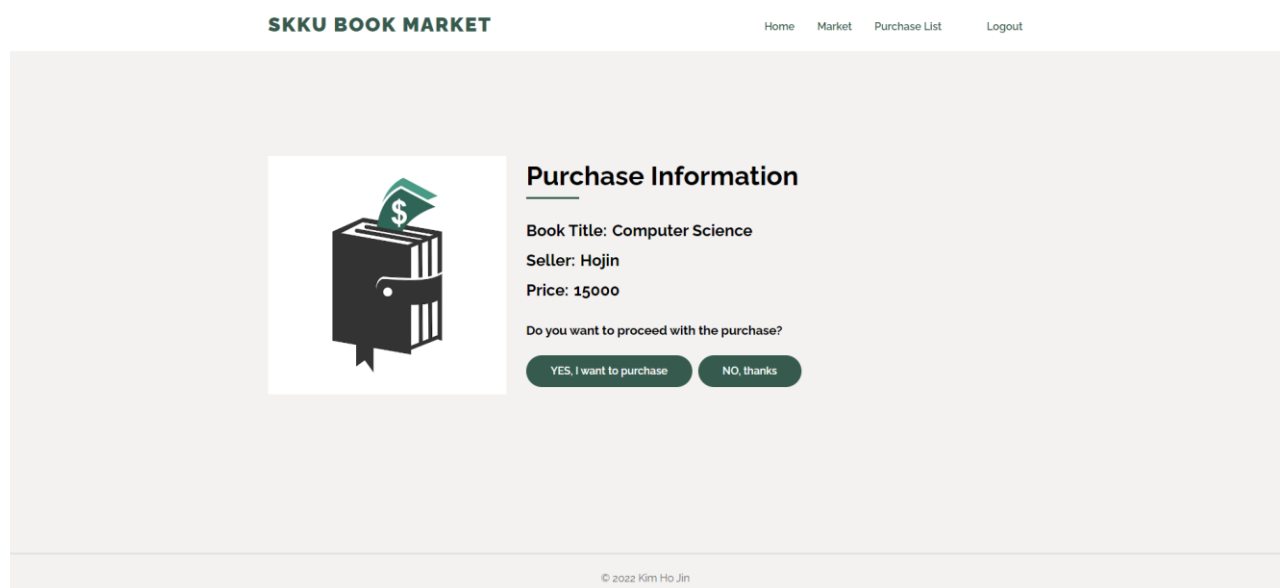 SKKU BOOK MARKET
Home Market Purchase List Logout
$
Purchase Information
Book Title: Computer Science
Seller: Hojin
Price: 15000
Do you want to proceed with the purchase?
YES, I want to purchase NO, thanks
© 2022 Kim Ho Jin